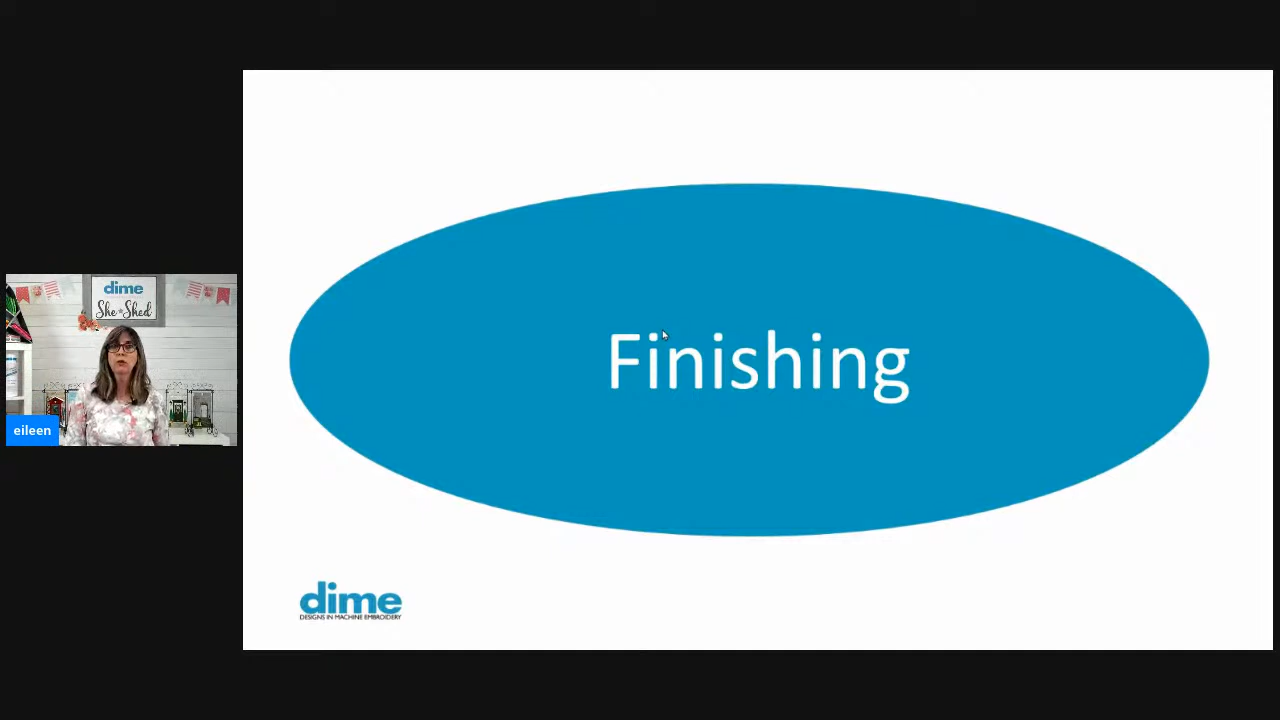 dime
She Shed
eileen
Finishing
dime
DESIGNS IN MACHINE EMBROIDERY